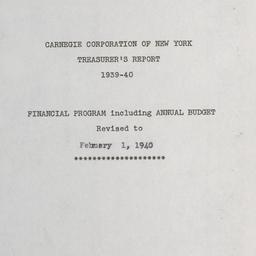 CARNEGIE CORPORATION OF NEW YORK
TREASURER'S REPORT
1939-40
FINANCIAL PROGRAM including ANNUAL BUDGET
Revised to
February 1, 1940
********************